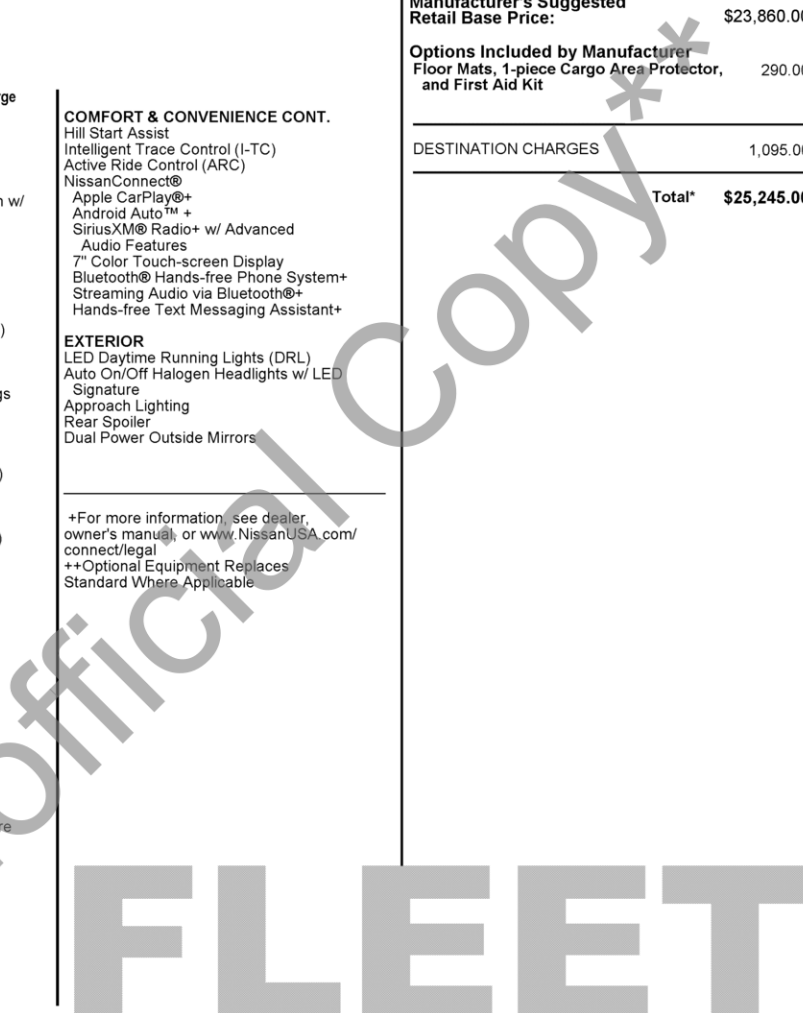 rge
n w/
)
gs
)
)
re
COMFORT & CONVENIENCE CONT.
Hill Start Assist
Intelligent Trace Control (I-TC)
Active Ride Control (ARC)
NissanConnect®
Apple CarPlay®+
Android Auto™ +
SiriusXM® Radio+ w/ Advanced
Audio Features
7" Color Touch-screen Display
Bluetooth® Hands-free Phone System+
Streaming Audio via Bluetooth®+
Hands-free Text Messaging Assistant+
EXTERIOR
LED Daytime Running Lights (DRL)
Auto On/Off Halogen Headlights w/ LED
Signature
Approach Lighting
Rear Spoiler
Dual Power Outside Mirrors
+For more information, see dealer,
owner's manual, or www.NissanUSA.com/
connect/legal
++Optional Equipment Replaces
Standard Where Applicable
Manufacturer's Suggested
Retail Base Price: $23,860.00
Options Included by Manufacturer
Floor Mats, 1-piece Cargo Area Protector, 290.00
and First Aid Kit
DESTINATION CHARGES 1,095.00
Total* $25,245.00
official Copy**
FLEET